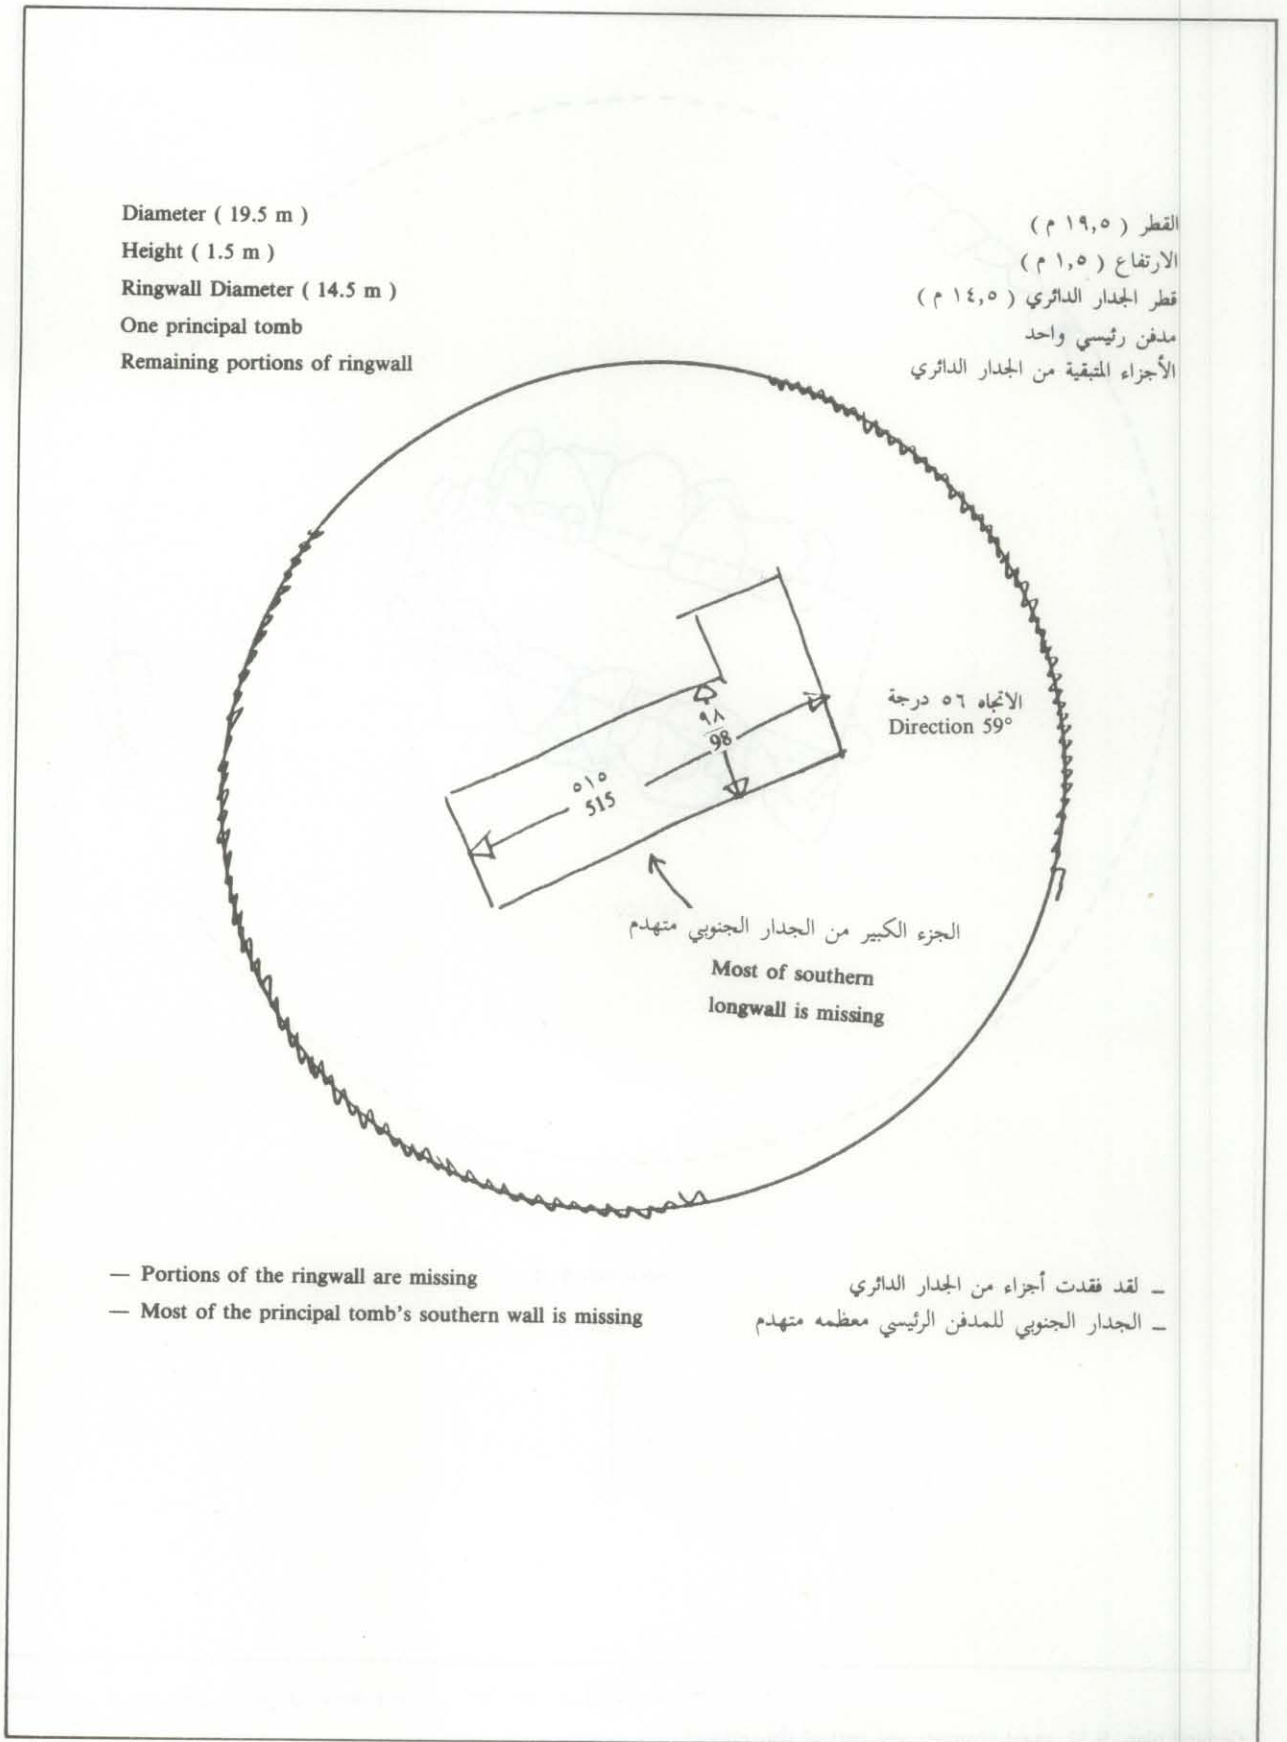 Diameter ( 19.5 m )
Height ( 1.5 m )
Ringwall Diameter ( 14.5 m )
One principal tomb
Remaining portions of ringwall
القطر ( ١٩,٥ م )
الارتفاع ( ١,٥ م )
قطر الجدار الدائري ( ١٤,٥ م )
مدفن رئيسي واحد
الأجزاء المتبقية من الجدار الدائري
الاتجاه ٥٦ درجة
Direction 59°
٩٨
98
٥١٥
515
الجزء الكبير من الجدار الجنوبي متهدم
Most of southern
longwall is missing
— Portions of the ringwall are missing
— Most of the principal tomb's southern wall is missing
ـ لقد فقدت أجزاء من الجدار الدائري
ـ الجدار الجنوبي للمدفن الرئيسي معظمه متهدم